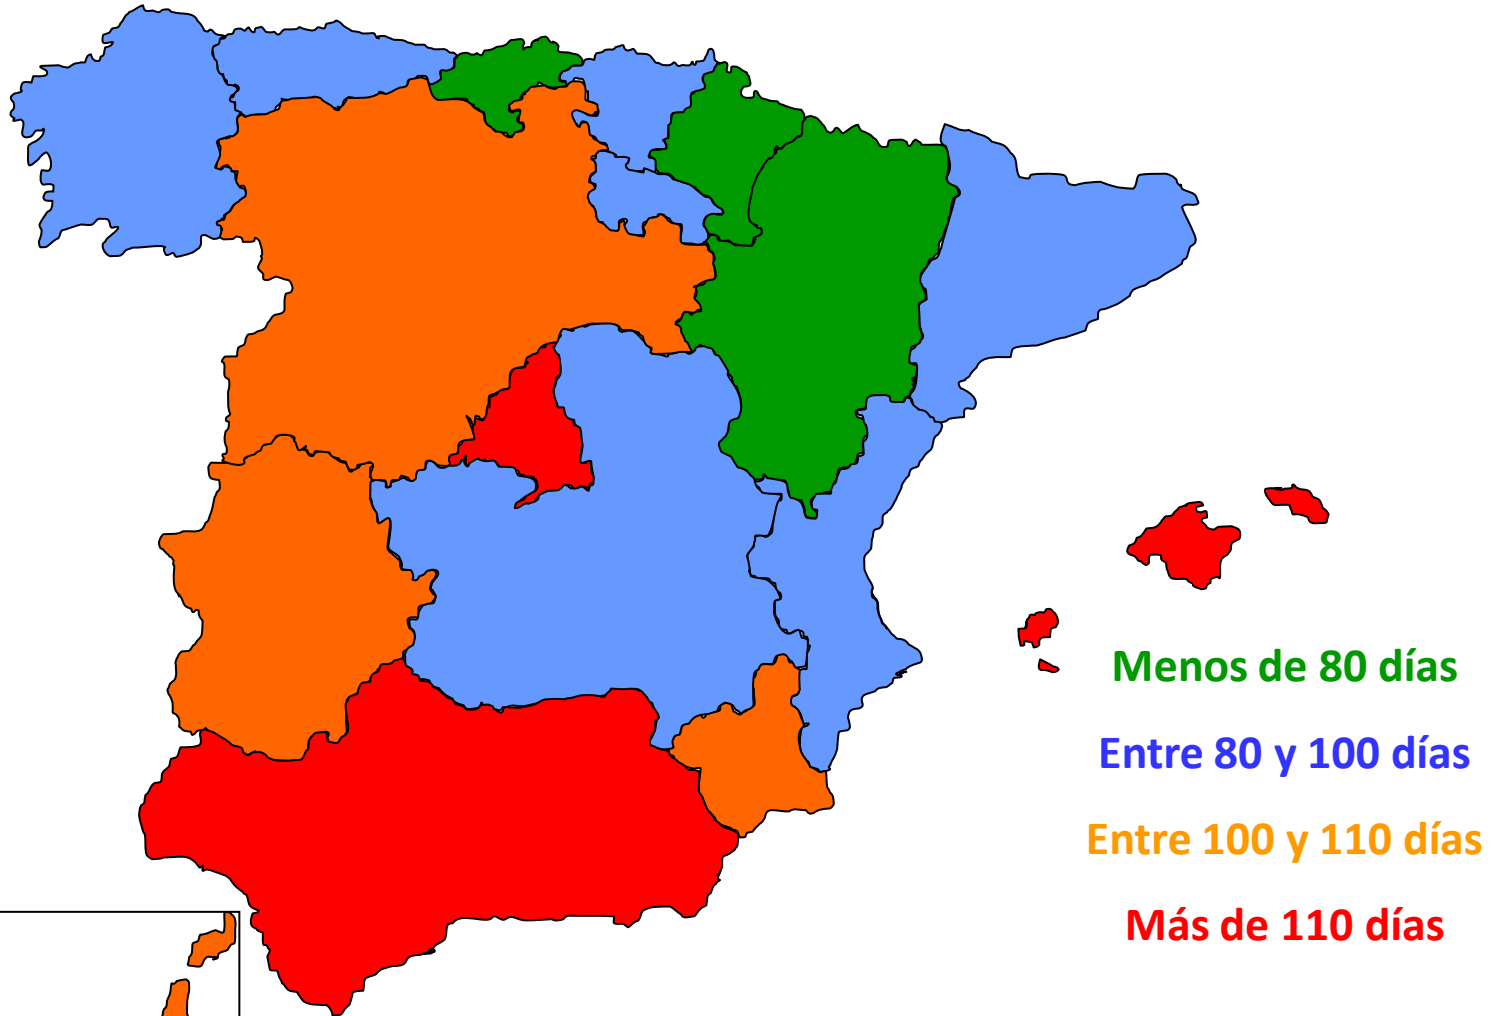 Menos de 80 días
Entre 80 y 100 días
Entre 100 y 110 días
Más de 110 días